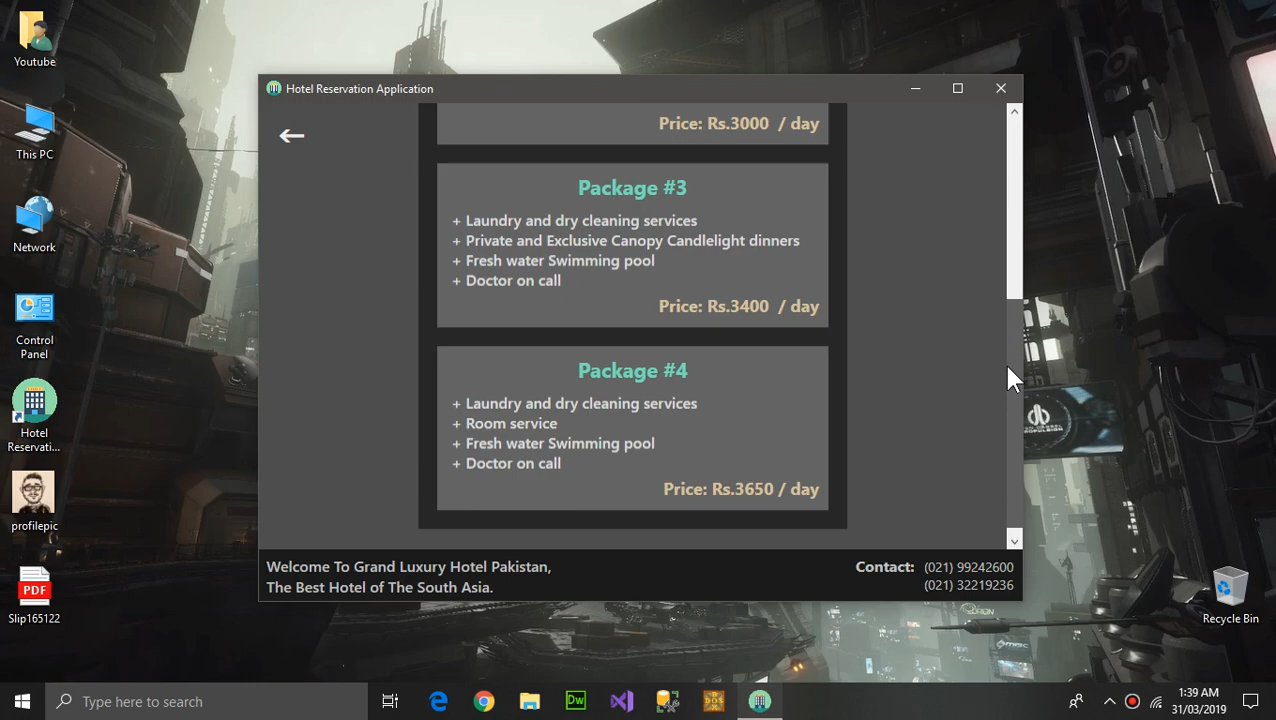 Youtube
This PC
Network
Control
Panel
Hotel
Reservati...
profilepic
PDF
Slip165122
Hotel Reservation Application
Price: Rs.3000 / day
Package #3
+ Laundry and dry cleaning services
+ Private and Exclusive Canopy Candlelight dinners
+ Fresh water Swimming pool
+ Doctor on call
Price: Rs.3400 / day
Package #4
+ Laundry and dry cleaning services
+ Room service
+ Fresh water Swimming pool
+ Doctor on call
Price: Rs.3650 / day
Welcome To Grand Luxury Hotel Pakistan,
The Best Hotel of The South Asia.
Contact: (021) 99242600
(021) 32219236
Recycle Bin
Type here to search
Dw
1:39 AM
31/03/2019